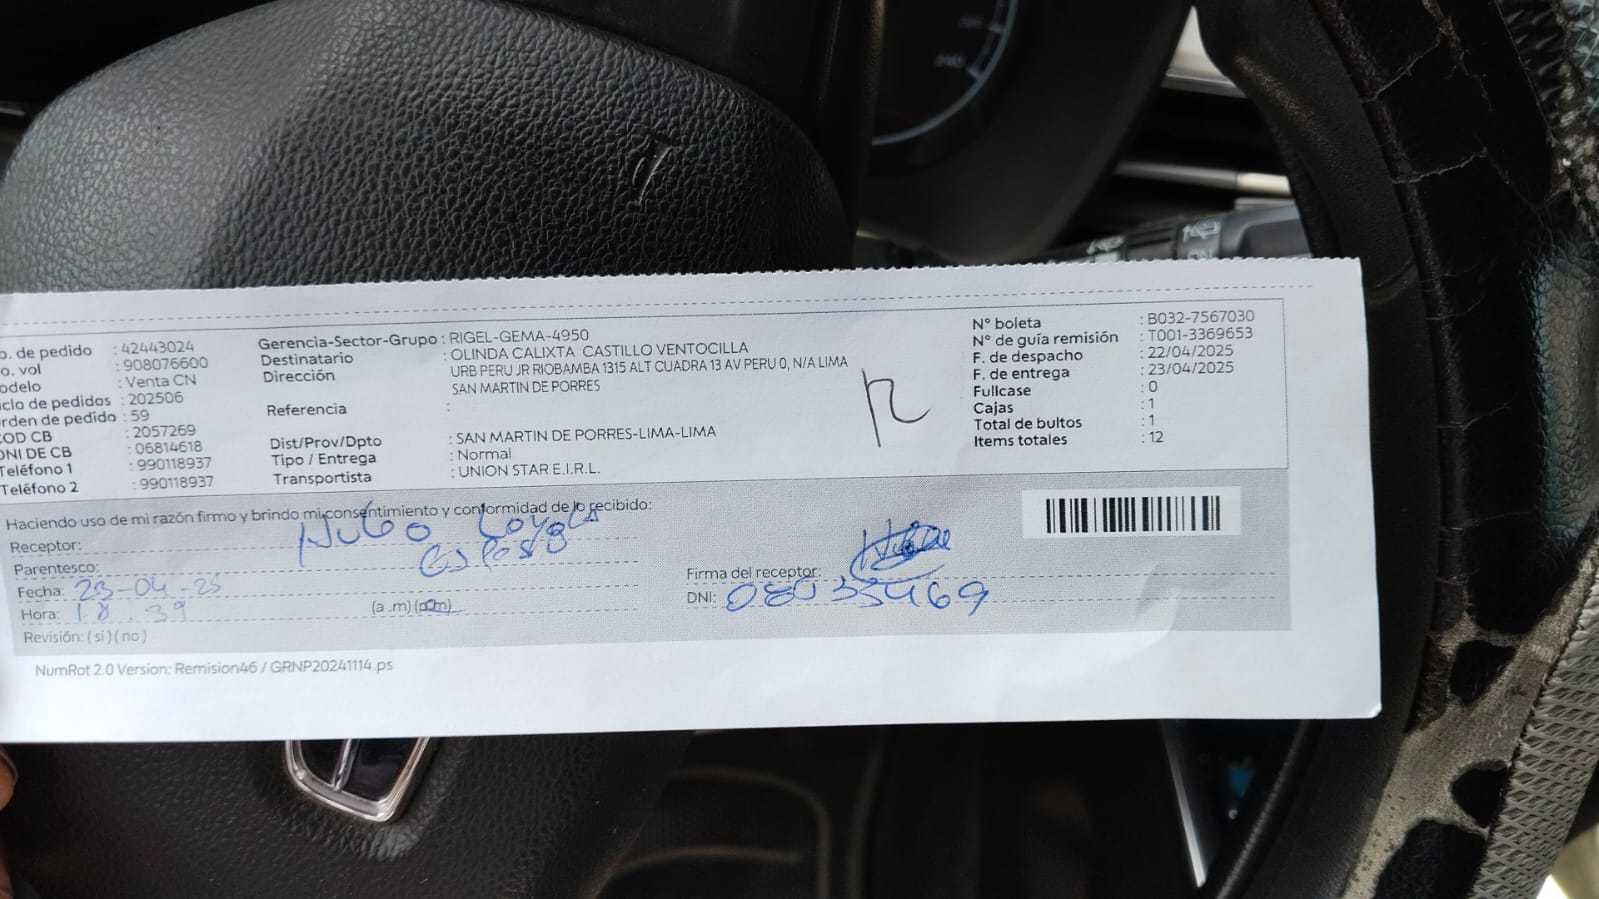 o. de pedido : 42443024
o. vol : 908076600
odelo : Venta CN
iclo de pedidos : 202506
rden de pedido : 59
OD CB : 2057269
DNI DE CB : 06814618
Teléfono 1 : 990118937
Teléfono 2 : 990118937
Gerencia-Sector-Grupo : RIGEL-GEMA-4950
Destinatario : OLINDA CALIXTA CASTILLO VENTOCILLA
Dirección URB PERU JR RIOBAMBA 1315 ALT CUADRA 13 AV PERU 0, N/A LIMA
SAN MARTIN DE PORRES
Referencia :
Dist/Prov/Dpto : SAN MARTIN DE PORRES-LIMA-LIMA
Tipo / Entrega : Normal
Transportista : UNION STAR E.I.R.L.
N° boleta : B032-7567030
N° de guía remisión : T001-3369653
F. de despacho : 22/04/2025
F. de entrega : 23/04/2025
Fullcase : 0
Cajas : 1
Total de bultos : 1
Items totales : 12
Haciendo uso de mi razón firmo y brindo mi consentimiento y conformidad de lo recibido:
Receptor: Hugo Loyola
Parentesco: Esposo
Fecha: 23-04-25
Hora: 18.39 (a .m) (p.m)
Revisión: ( si ) ( no )
Firma del receptor:
DNI: 08033469
NumRot 2.0 Version: Remision46 / GRNP20241114.ps